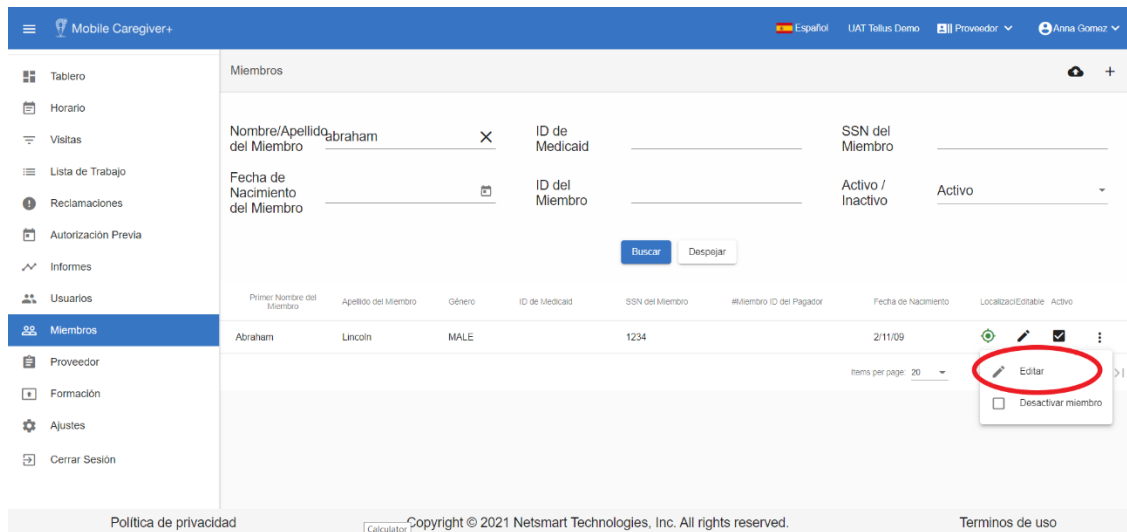 Mobile Caregiver+
Español
UAT Tellus Demo
Proveedor
Anna Gomez
Tablero
Horario
Visitas
Lista de Trabajo
Reclamaciones
Autorización Previa
Informes
Usuarios
Miembros
Proveedor
Formación
Ajustes
Cerrar Sesión
Miembros
Nombre/Apellido
del Miembro
abraham
ID de
Medicaid
SSN del
Miembro
Fecha de
Nacimiento
del Miembro
ID del
Miembro
Activo /
Inactivo
Activo
Buscar
Despejar
Primer Nombre del
Miembro
Apellido del Miembro
Género
ID de Medicaid
SSN del Miembro
#Miembro ID del Pagador
Fecha de Nacimiento
Localizaci
Editable
Activo
Abraham
Lincoln
MALE
1234
2/11/09
Items per page: 20
Editar
Desactivar miembro
Política de privacidad
Calculator
Copyright © 2021 Netsmart Technologies, Inc. All rights reserved.
Terminos de uso